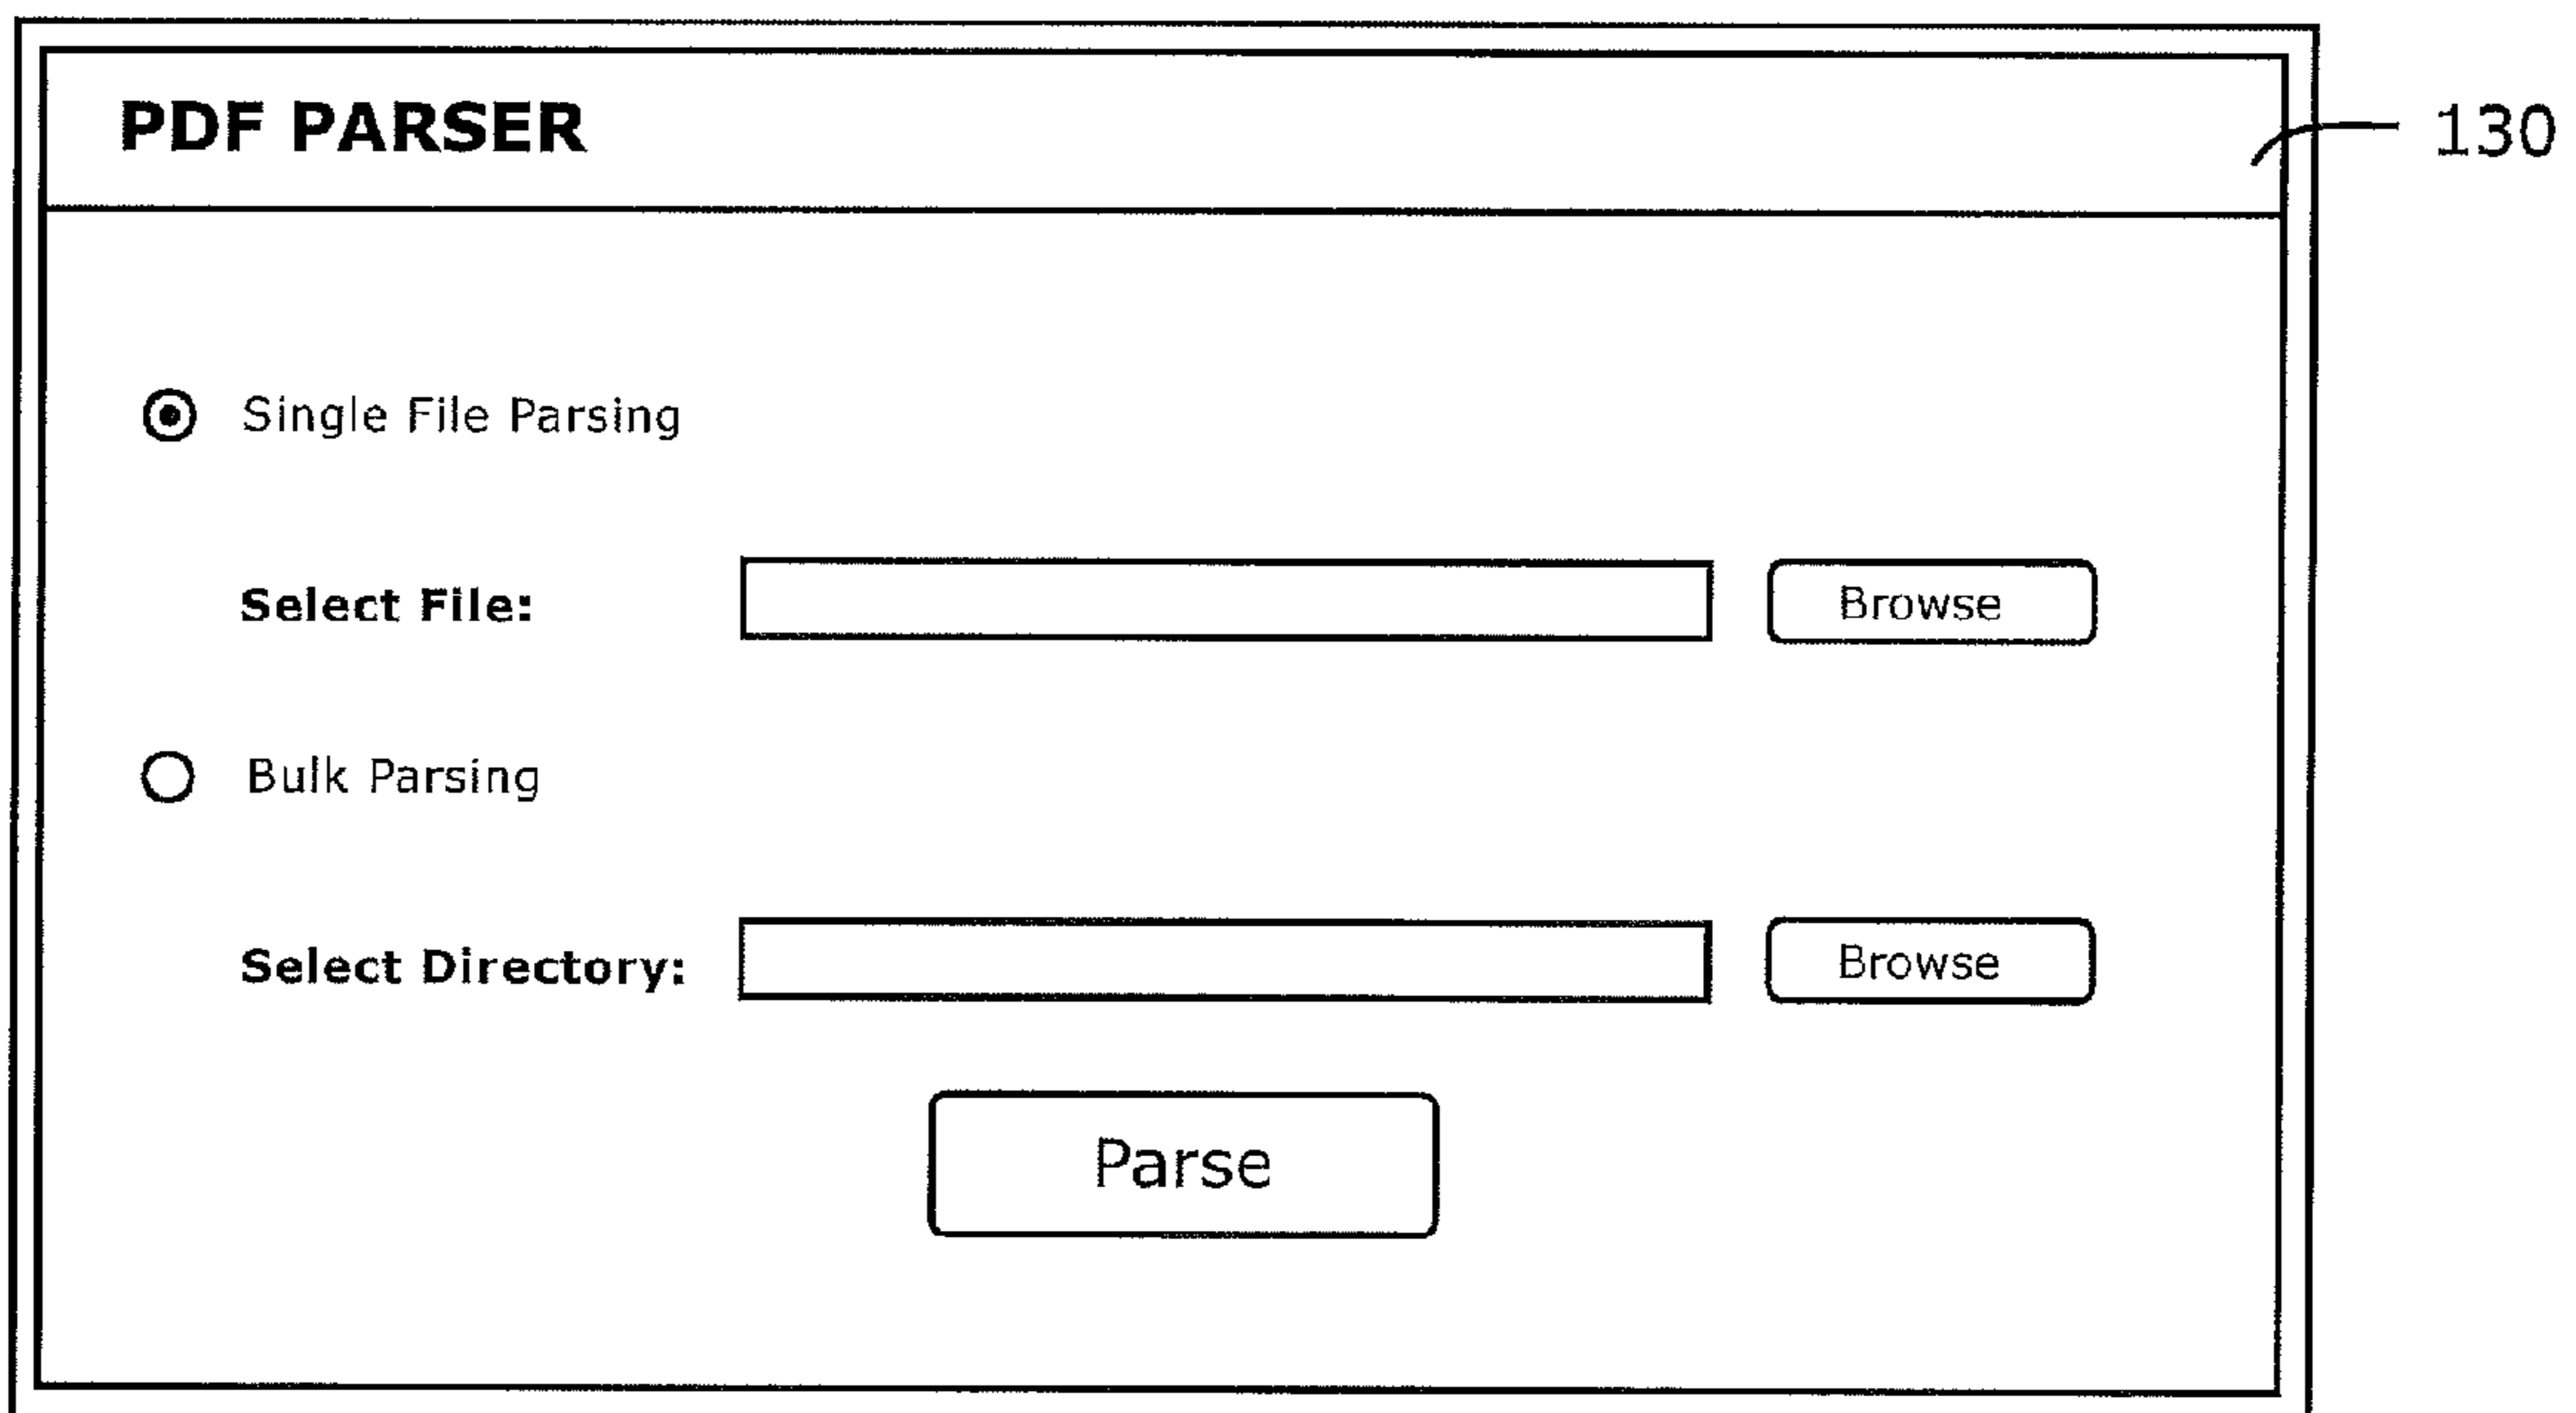 PDF PARSER
130
Single File Parsing
Select File:
Browse
Bulk Parsing
Select Directory:
Browse
Parse